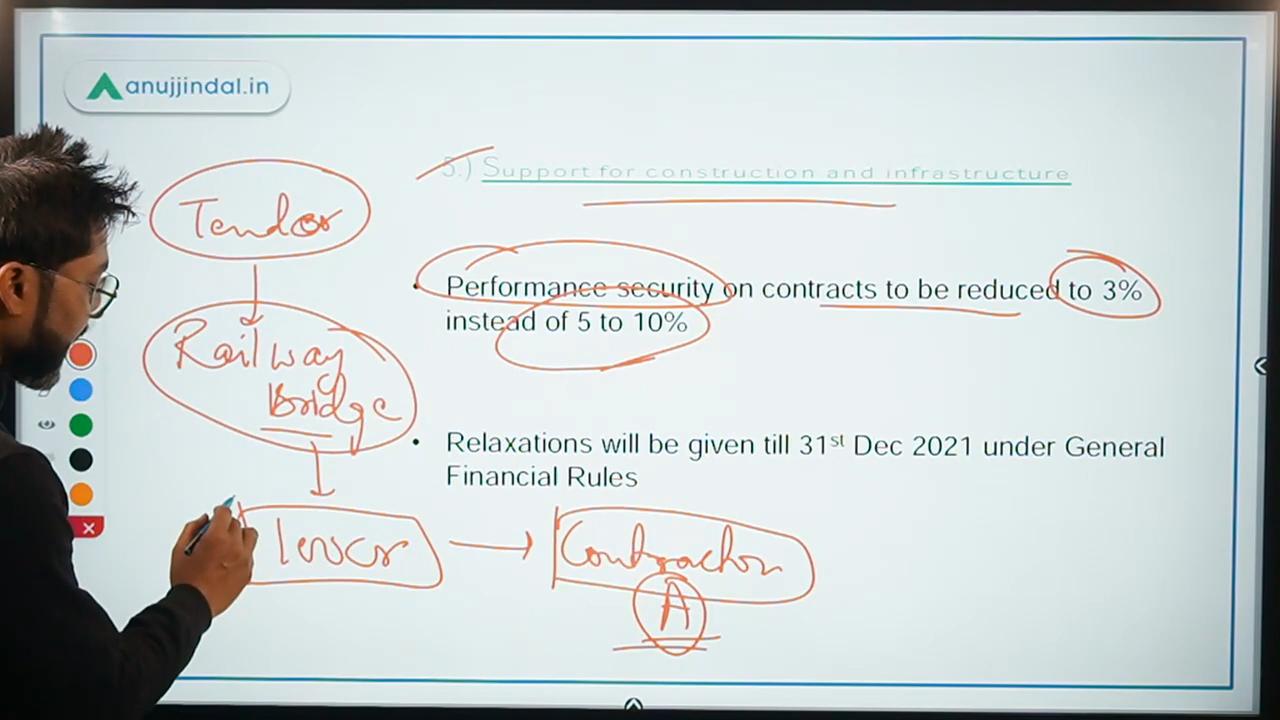 anujjindal.in
5.) Support for construction and infrastructure
Tender
Railway
Bridge
• Performance security on contracts to be reduced to 3%
instead of 5 to 10%
• Relaxations will be given till 31st Dec 2021 under General
Financial Rules
Contractor
A